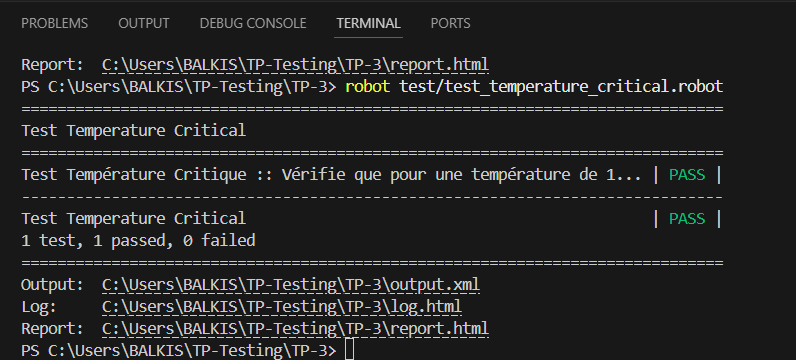 PROBLEMS OUTPUT DEBUG CONSOLE TERMINAL PORTS
Report: C:\Users\BALKIS\TP-Testing\TP-3\report.html
PS C:\Users\BALKIS\TP-Testing\TP-3> robot test/test_temperature_critical.robot
==============================================================================
Test Temperature Critical
==============================================================================
Test Température Critique :: Vérifie que pour une température de 1... | PASS |
------------------------------------------------------------------------------
Test Temperature Critical | PASS |
1 test, 1 passed, 0 failed
==============================================================================
Output: C:\Users\BALKIS\TP-Testing\TP-3\output.xml
Log: C:\Users\BALKIS\TP-Testing\TP-3\log.html
Report: C:\Users\BALKIS\TP-Testing\TP-3\report.html
PS C:\Users\BALKIS\TP-Testing\TP-3>